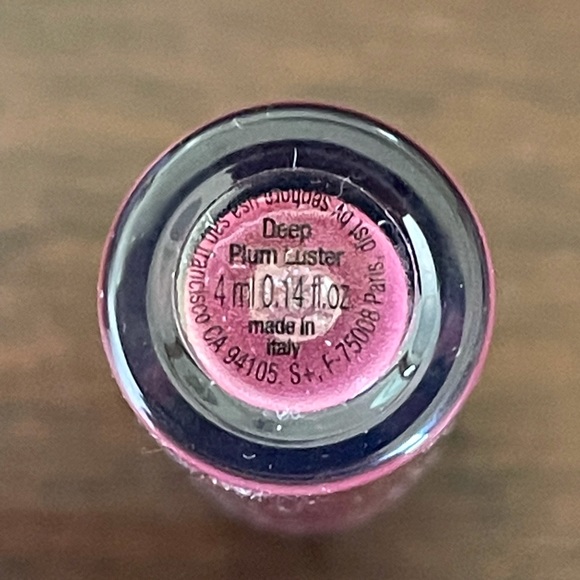 Deep
Plum Luster
4 ml 0.14 fl.oz
made in
italy
dist by sephora usa san francisco CA 94105. S+, F-75008 Paris.